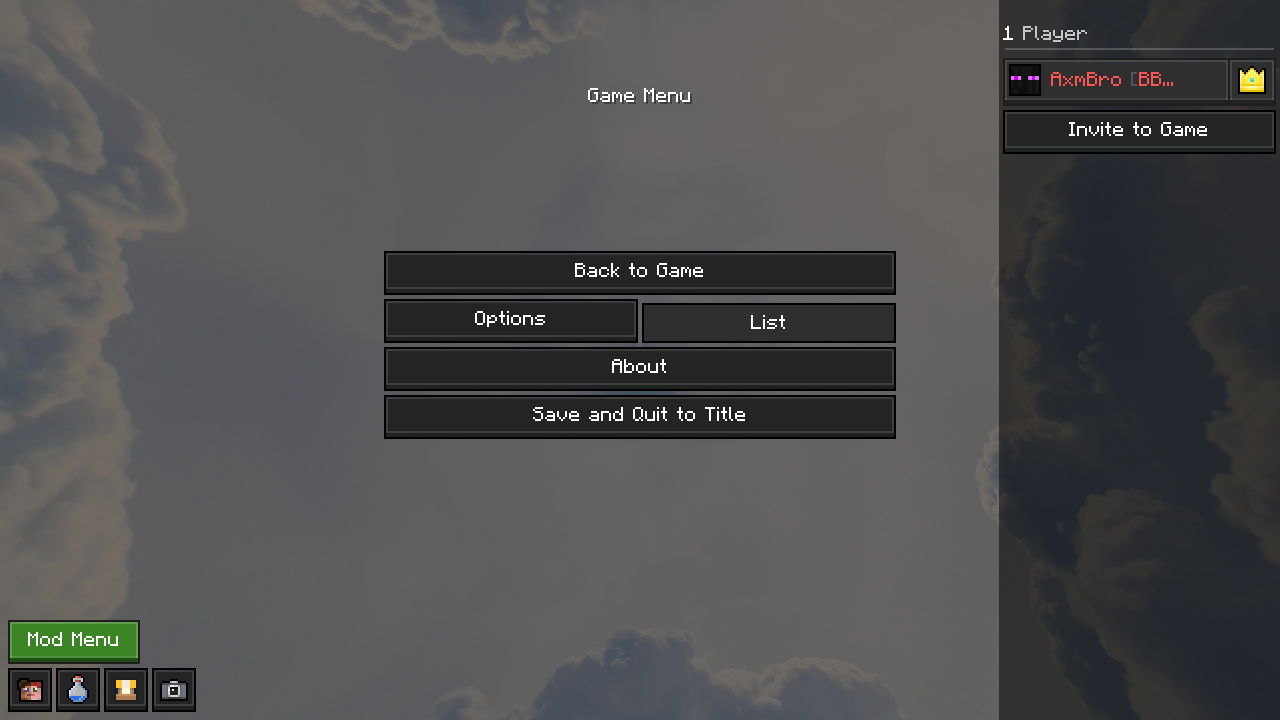 1 Player
Game Menu
AxmBro [BB...
Invite to Game
Back to Game
Options
List
About
Save and Quit to Title
Mod Menu